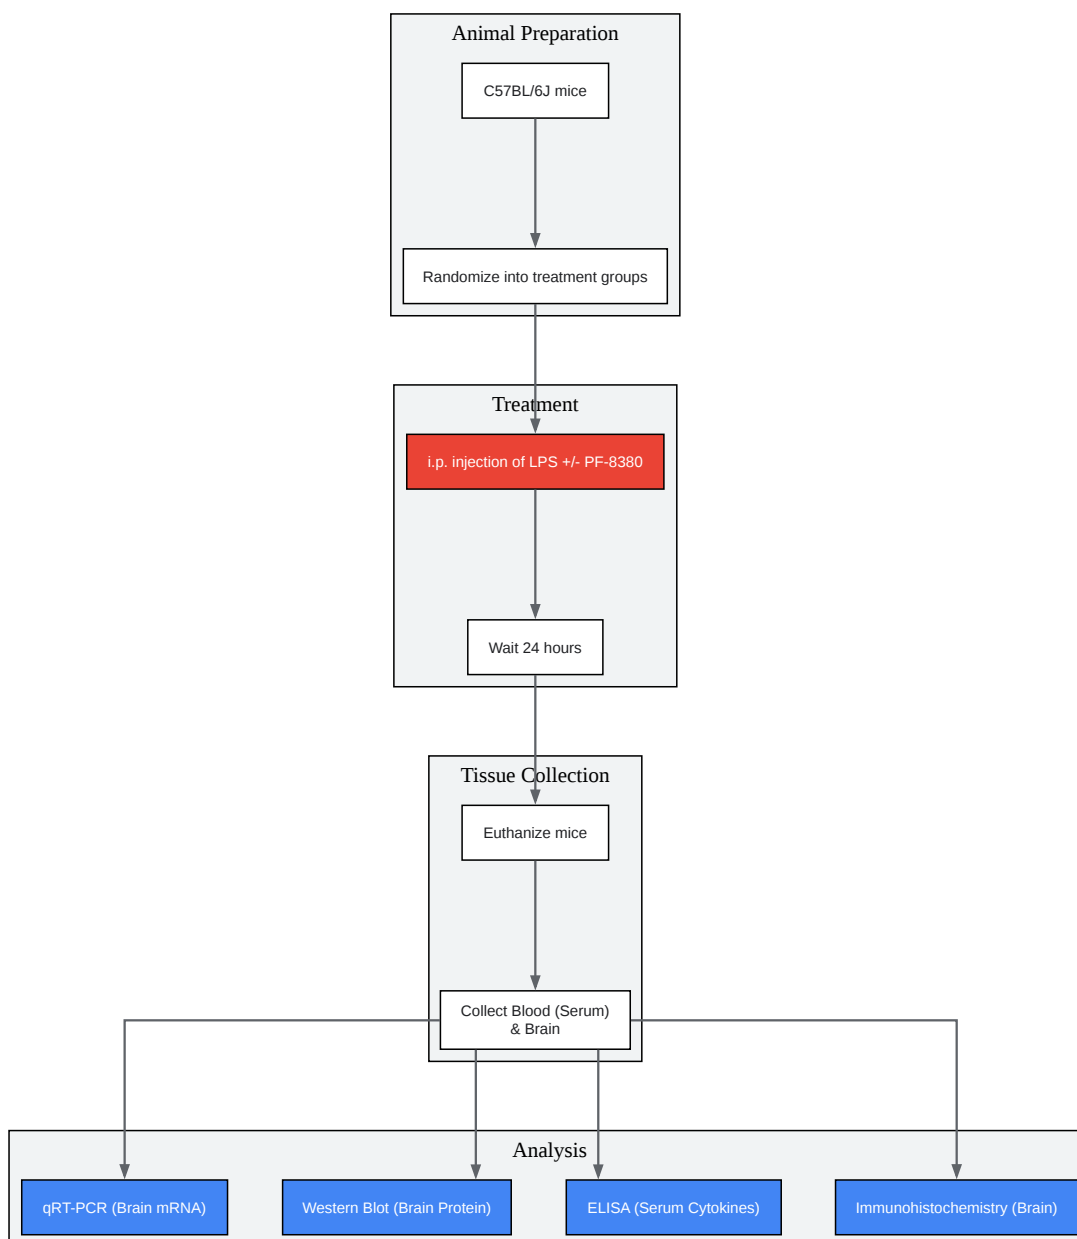 Animal Preparation
C57BL/6J mice
Randomize into treatment groups
Treatment
i.p. injection of LPS +/- PF-8380
Wait 24 hours
Tissue Collection
Euthanize mice
Collect Blood (Serum)
& Brain
Analysis
qRT-PCR (Brain mRNA)
Western Blot (Brain Protein)
ELISA (Serum Cytokines)
Immunohistochemistry (Brain)